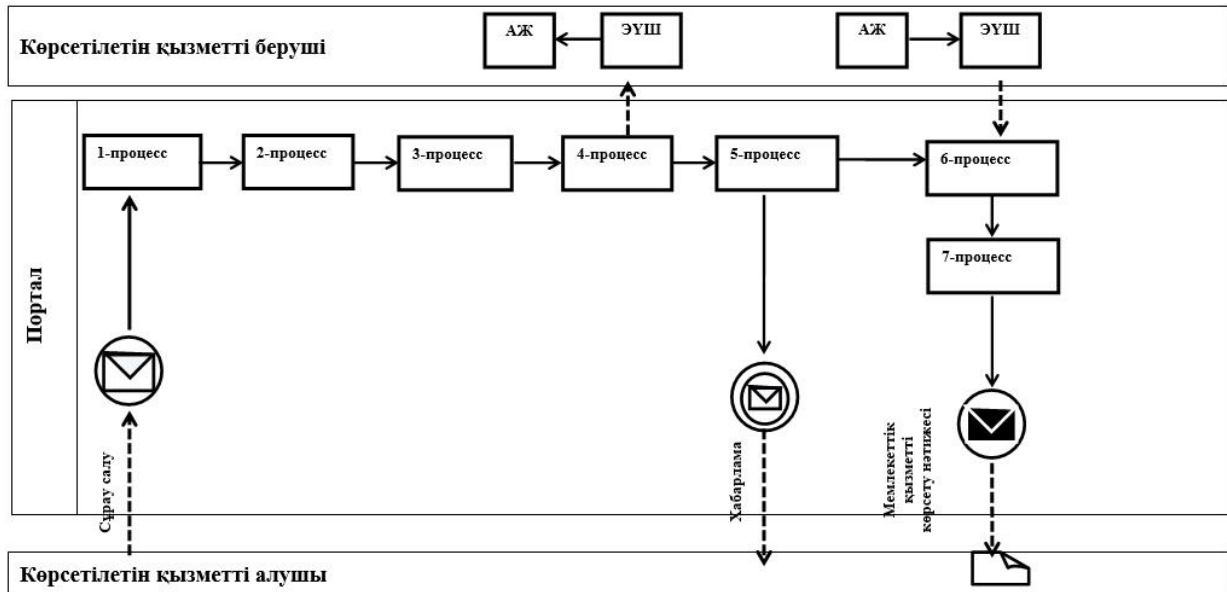 Көрсетілетін қызметті беруші
АЖ
ЭҮШ
АЖ
ЭҮШ
Портал
1-процесс
2-процесс
3-процесс
4-процесс
5-процесс
6-процесс
7-процесс
Сұрау салу
Хабарлама
Мемлекеттік
қызметті
көрсету нәтижесі
Көрсетілетін қызметті алушы